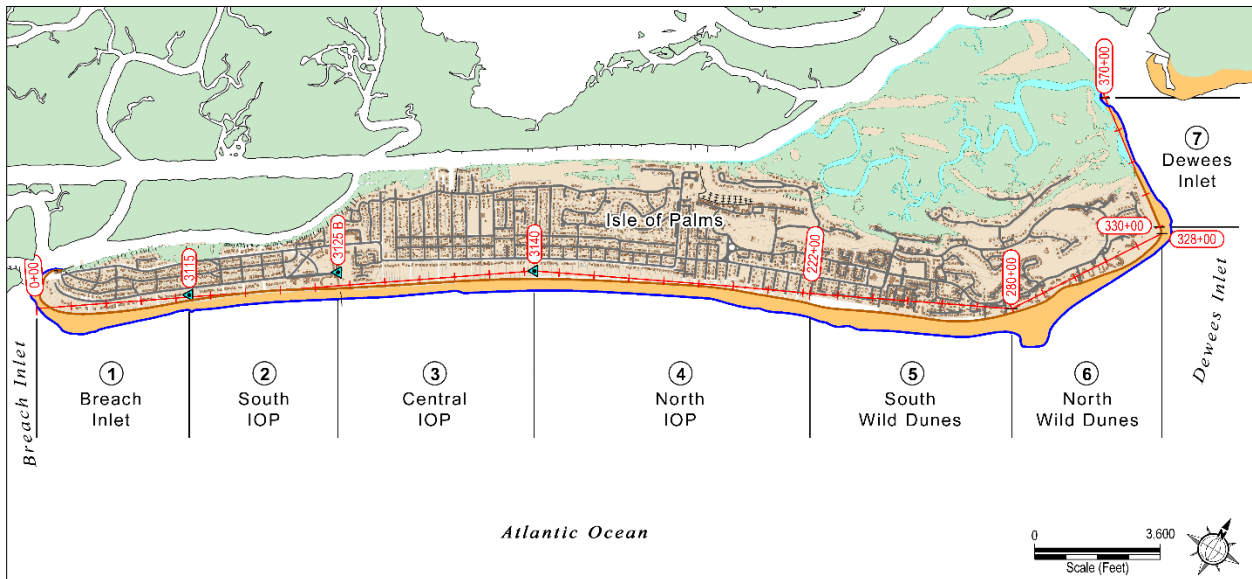 370+00
7
Dewees
Inlet
Isle of Palms
330+00
328+00
3125 B
3140
222+00
280+00
0+00
3115
Breach Inlet
1
Breach
Inlet
2
South
IOP
3
Central
IOP
4
North
IOP
5
South
Wild Dunes
6
North
Wild Dunes
Dewees Inlet
Atlantic Ocean
0
3,600
Scale (Feet)
N